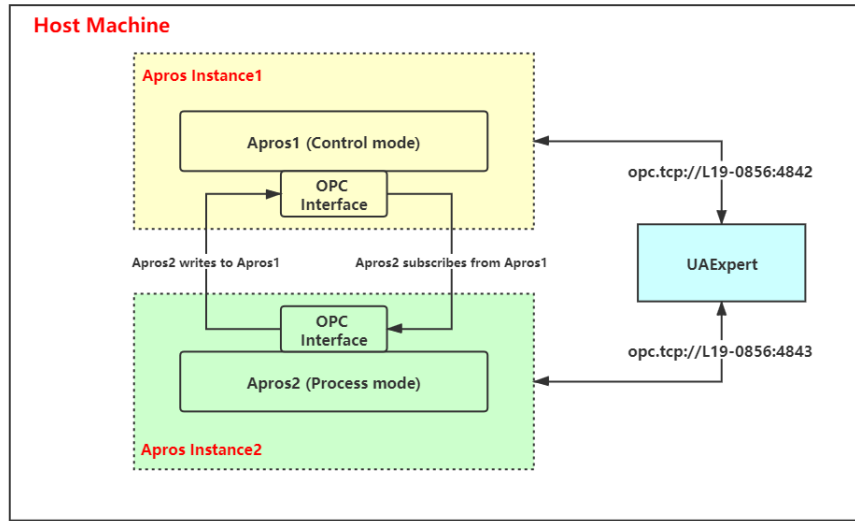 Host Machine
Apros Instance1
Apros1 (Control mode)
OPC
Interface
opc.tcp://L19-0856:4842
Apros2 writes to Apros1
Apros2 subscribes from Apros1
UAExpert
OPC
Interface
opc.tcp://L19-0856:4843
Apros2 (Process mode)
Apros Instance2